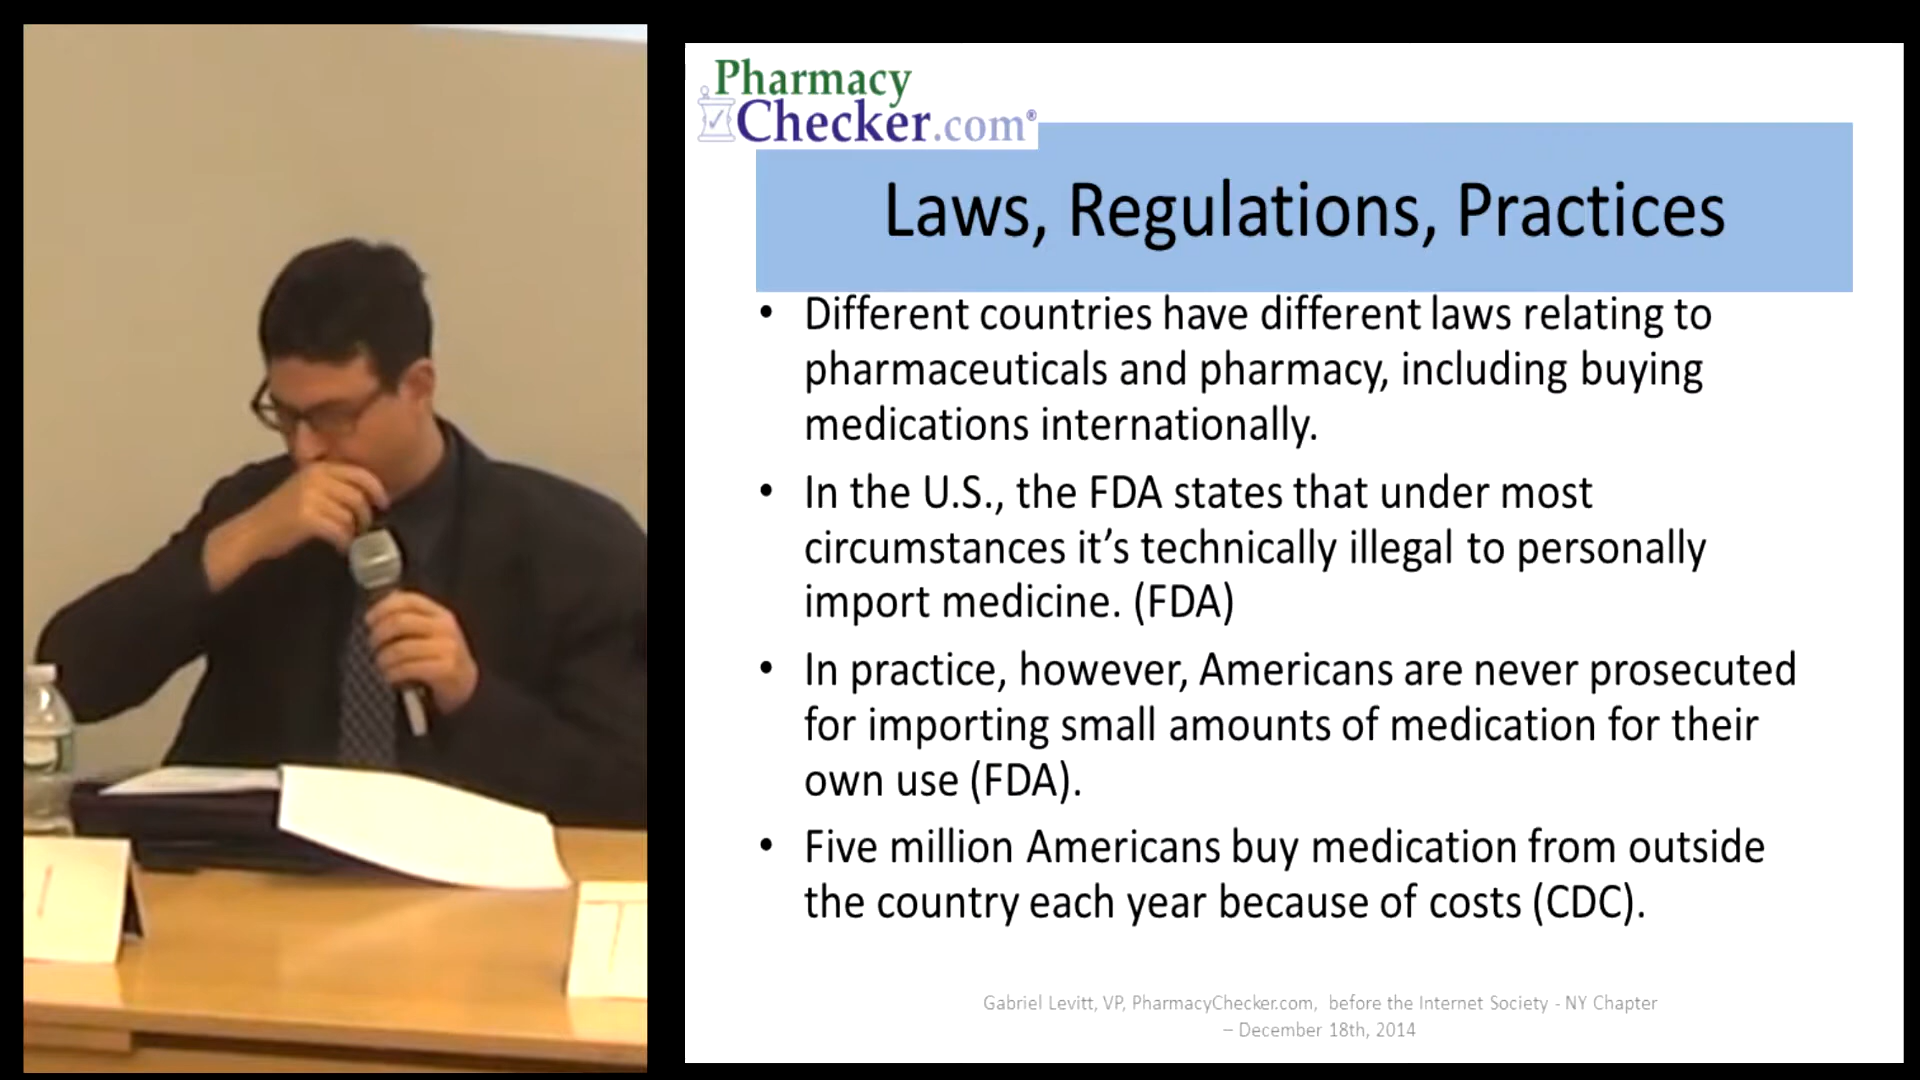 Pharmacy
Checker.com®
Laws, Regulations, Practices
• Different countries have different laws relating to
pharmaceuticals and pharmacy, including buying
medications internationally.
• In the U.S., the FDA states that under most
circumstances it’s technically illegal to personally
import medicine. (FDA)
• In practice, however, Americans are never prosecuted
for importing small amounts of medication for their
own use (FDA).
• Five million Americans buy medication from outside
the country each year because of costs (CDC).
Gabriel Levitt, VP, PharmacyChecker.com, before the Internet Society - NY Chapter
– December 18th, 2014